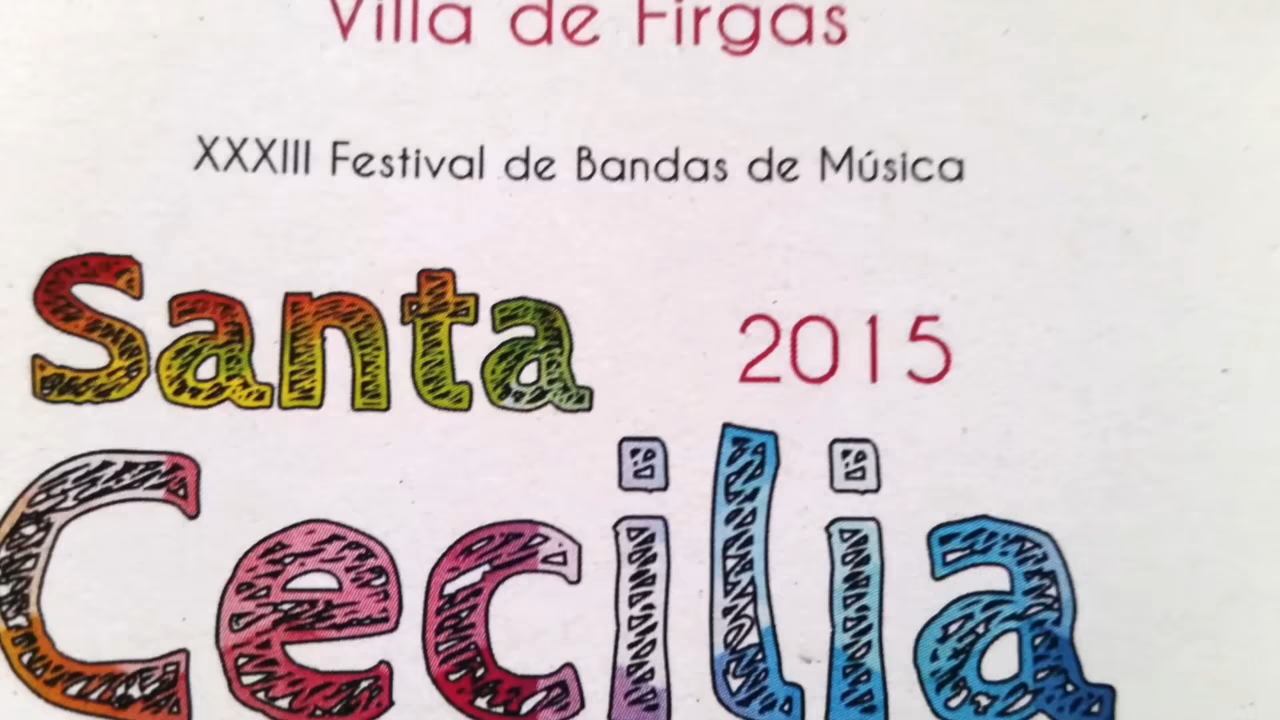 Villa de Firgas
XXXIII Festival de Bandas de Música
Santa 2015
Cecilia